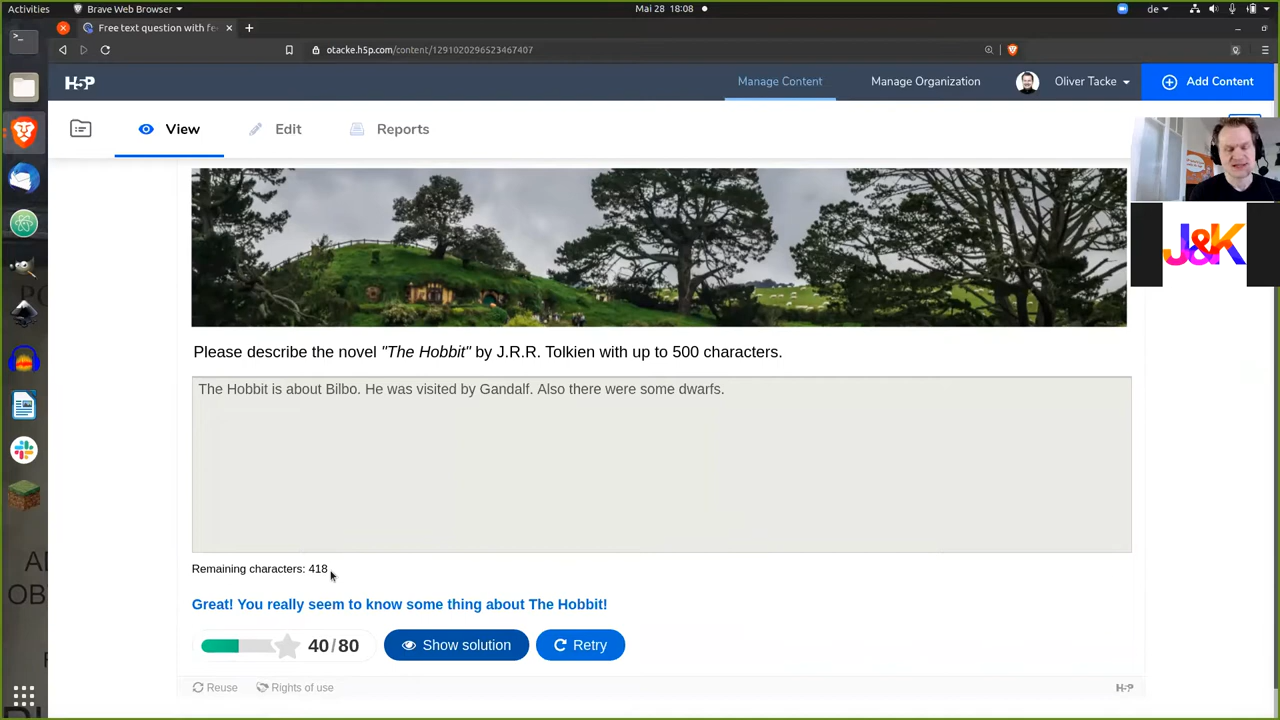 Activities
Brave Web Browser
Mai 28 18:08
de
Free text question with fe
otacke.h5p.com/content/1291020296523467407
H5P
Manage Content
Manage Organization
Oliver Tacke
Add Content
View
Edit
Reports
J&K
Please describe the novel "The Hobbit" by J.R.R. Tolkien with up to 500 characters.
The Hobbit is about Bilbo. He was visited by Gandalf. Also there were some dwarfs.
Remaining characters: 418
Great! You really seem to know some thing about The Hobbit!
40/80
Show solution
Retry
Reuse
Rights of use
H5P